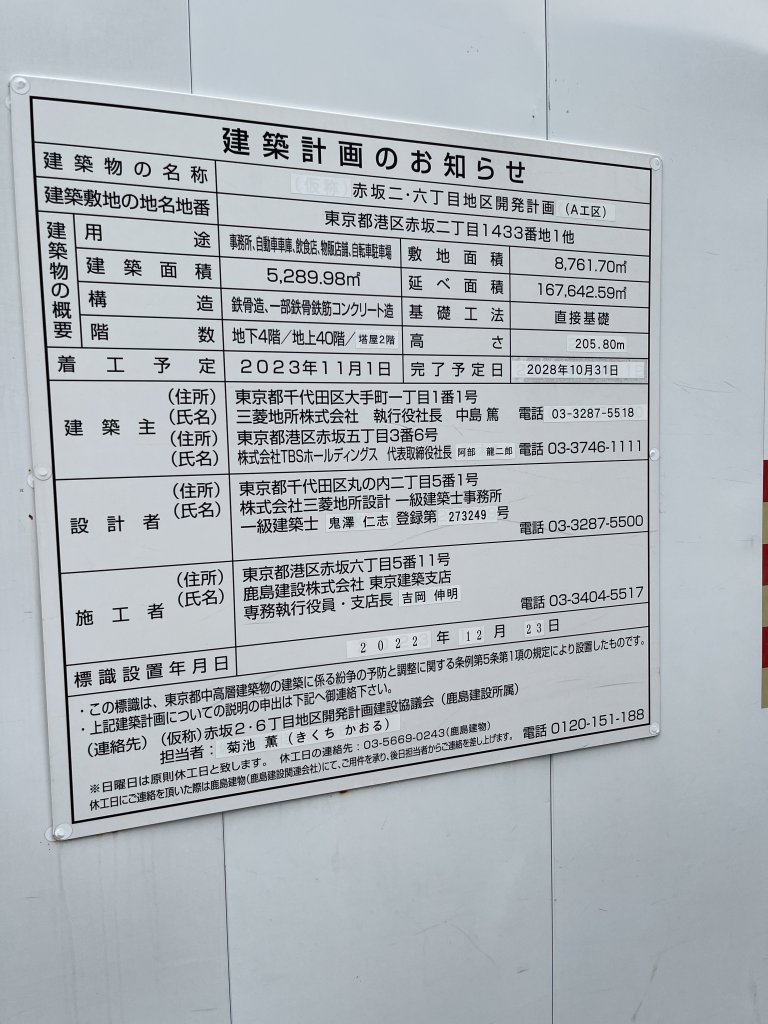 建築計画のお知らせ
建築物の名称 (仮称) 赤坂二・六丁目地区開発計画 (A工区)
建築敷地の地名地番 東京都港区赤坂二丁目1433番地1他
建築物の概要
用途 事務所、自動車車庫、飲食店、物販店舗、自転車駐車場 敷地面積 8,761.70㎡
建築面積 5,289.98㎡ 延べ面積 167,642.59㎡
構造 鉄骨造、一部鉄骨鉄筋コンクリート造 基礎工法 直接基礎
階数 地下4階/地上40階/塔屋2階 高さ 205.80m
着工予定 2023年11月1日 完了予定日 2028年10月31日
建築主 (住所) 東京都千代田区大手町一丁目1番1号
(氏名) 三菱地所株式会社 執行役社長 中島 篤 電話 03-3287-5518
(住所) 東京都港区赤坂五丁目3番6号
(氏名) 株式会社TBSホールディングス 代表取締役社長 阿部 龍二郎 電話 03-3746-1111
設計者 (住所) 東京都千代田区丸の内二丁目5番1号
(氏名) 株式会社三菱地所設計 一級建築士事務所
一級建築士 鬼澤 仁志 登録第 273249 号
電話 03-3287-5500
施工者 (住所) 東京都港区赤坂六丁目5番11号
(氏名) 鹿島建設株式会社 東京建築支店
専務執行役員・支店長 吉岡 伸明
電話 03-3404-5517
標識設置年月日 2022年12月23日
・この標識は、東京都中高層建築物の建築に係る紛争の予防と調整に関する条例第5条第1項の規定により設置したものです。
・上記建築計画についての説明の申出は下記へ御連絡下さい。
(連絡先) (仮称)赤坂2・6丁目地区開発計画建設協議会 (鹿島建設所属)
担当者: 菊池 薫 (きくち かおる) 電話 0120-151-188
※日曜日は原則休工日と致します。 休工日の連絡先:03-5669-0243(鹿島建物)
休工日にご連絡を頂いた際は鹿島建物(鹿島建設関連会社)にて、ご用件を承り、後日担当者からご連絡を差し上げます。